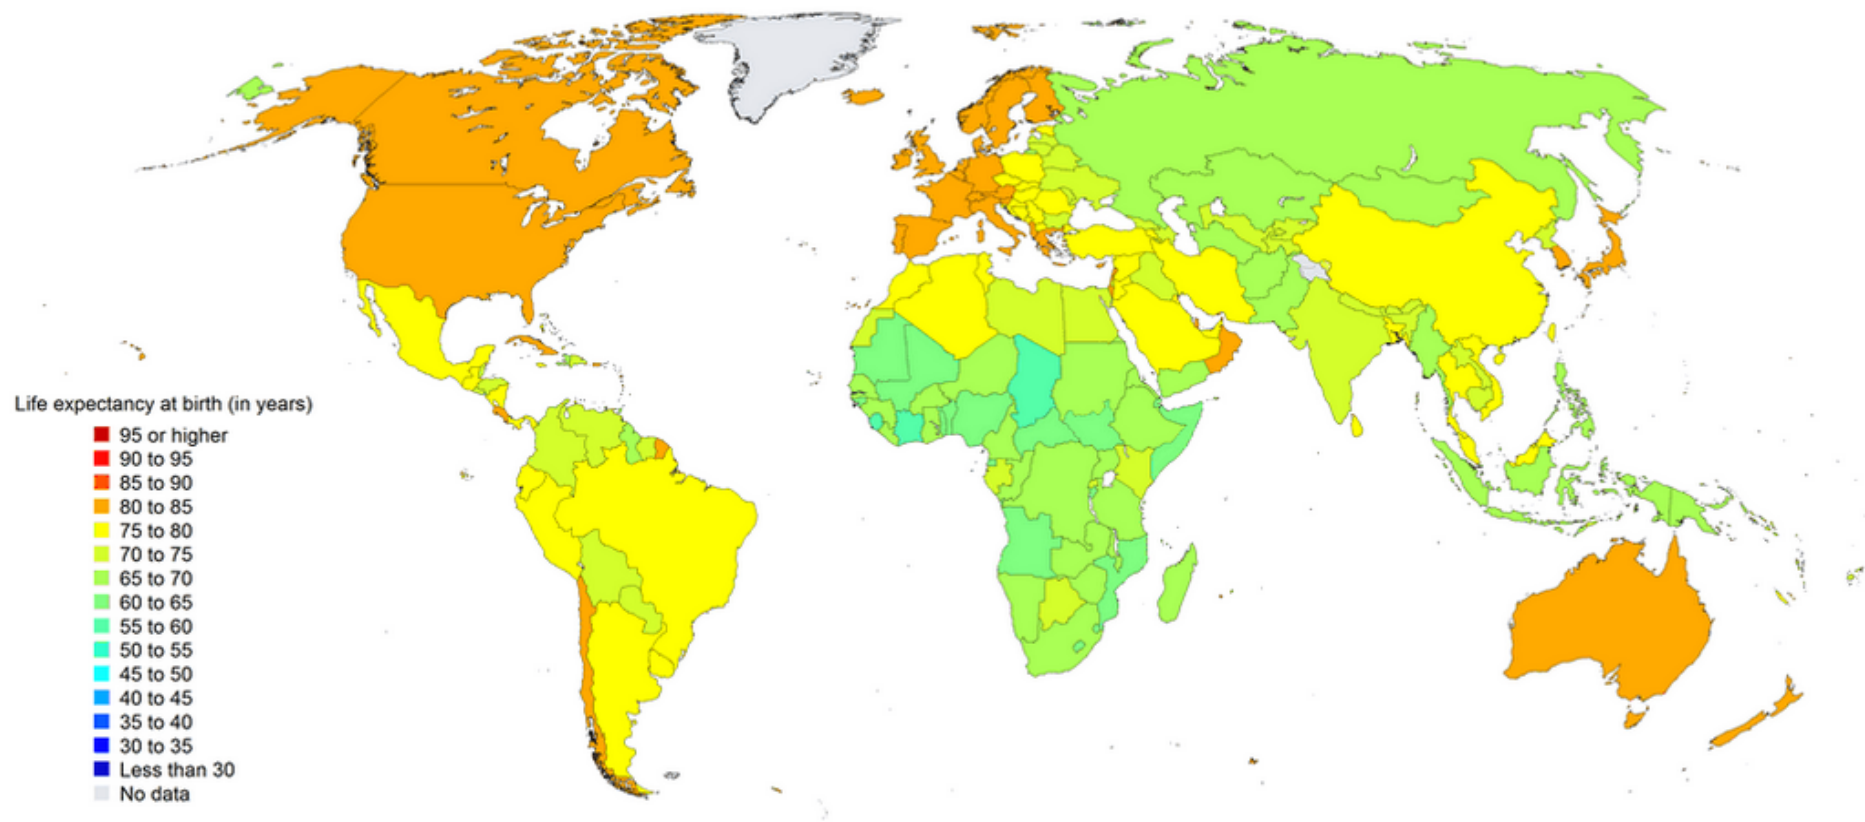 Life expectancy at birth (in years)
95 or higher
90 to 95
85 to 90
80 to 85
75 to 80
70 to 75
65 to 70
60 to 65
55 to 60
50 to 55
45 to 50
40 to 45
35 to 40
30 to 35
Less than 30
No data